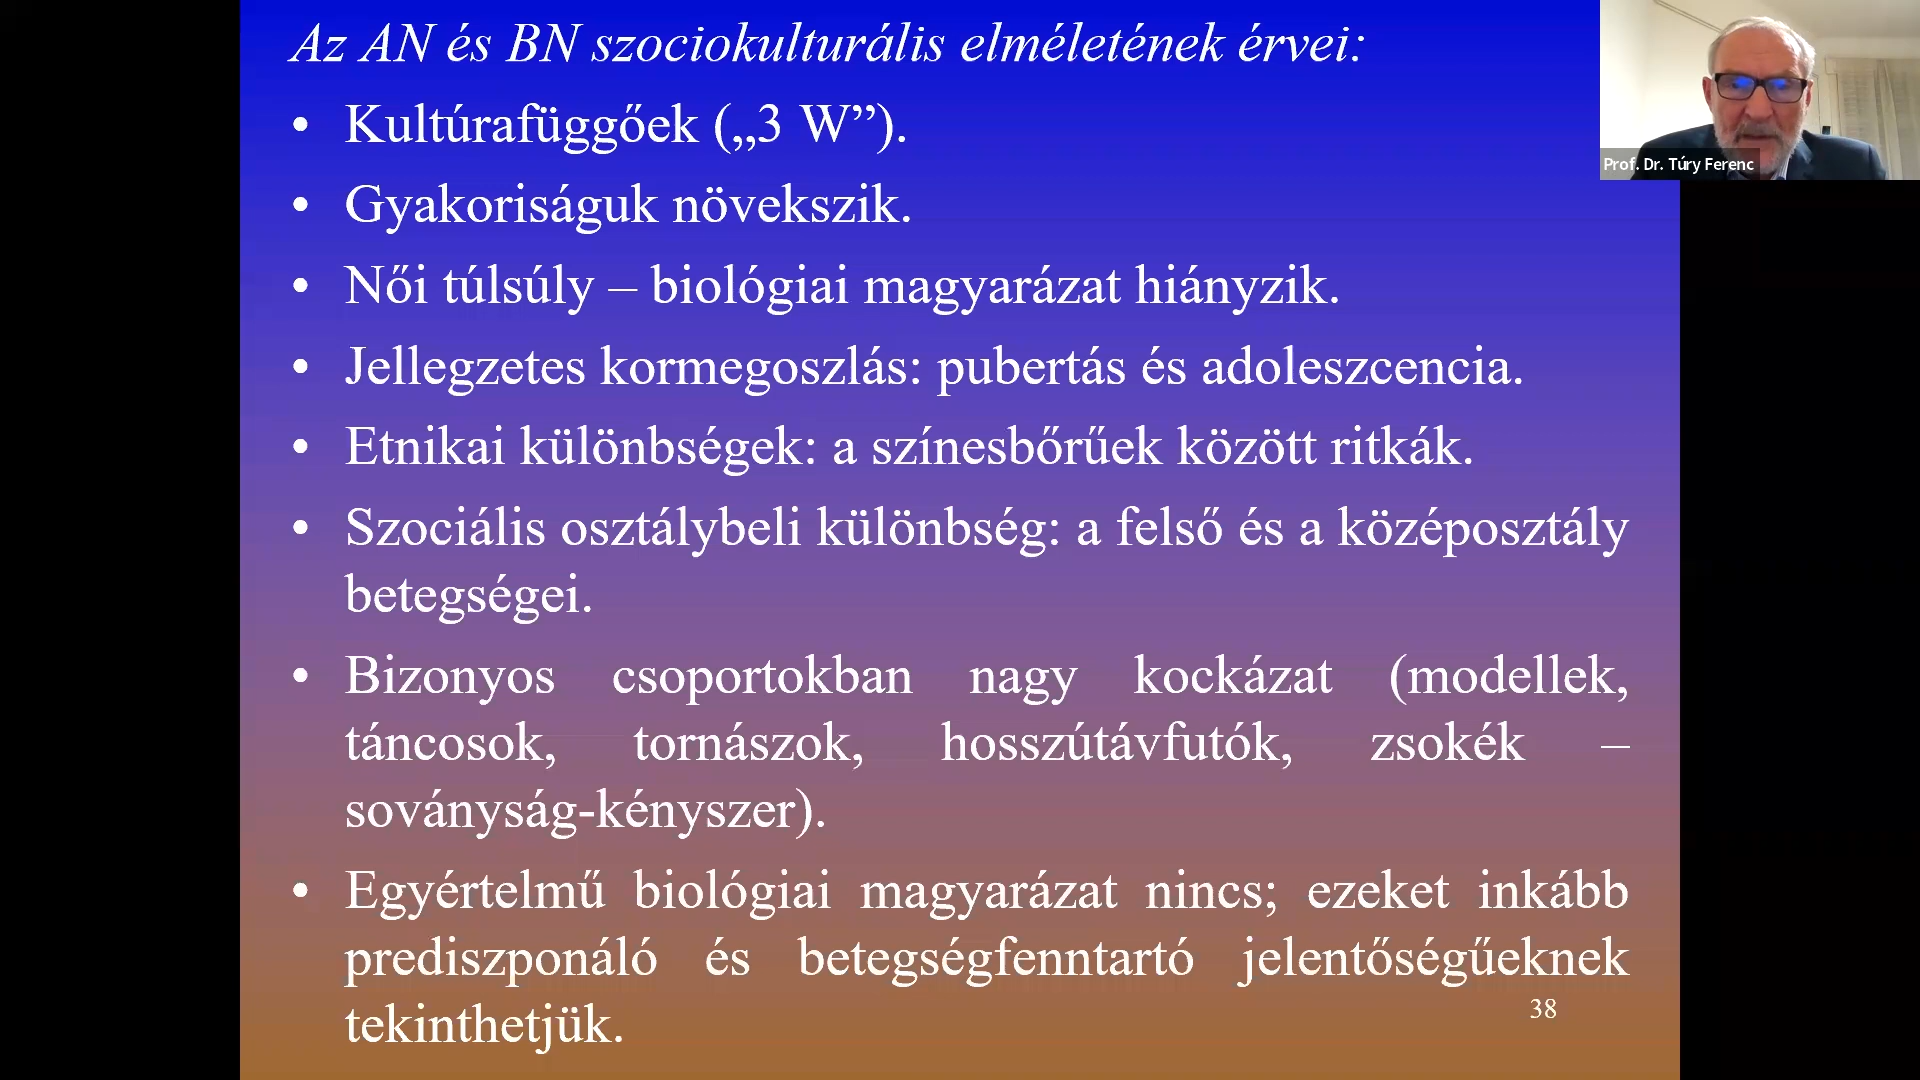 Az AN és BN szociokulturális elméletének érvei:
• Kultúrafüggőek („3 W”).
• Gyakoriságuk növekszik.
• Női túlsúly – biológiai magyarázat hiányzik.
• Jellegzetes kormegoszlás: pubertás és adoleszcencia.
• Etnikai különbségek: a színesbőrűek között ritkák.
• Szociális osztálybeli különbség: a felső és a középosztály
betegségei.
• Bizonyos csoportokban nagy kockázat (modellek,
táncosok, tornászok, hosszútávfutók, zsokék –
soványság-kényszer).
• Egyértelmű biológiai magyarázat nincs; ezeket inkább
prediszponáló és betegségfenntartó jelentőségűeknek
tekinthetjük.
38
Prof. Dr. Túry Ferenc